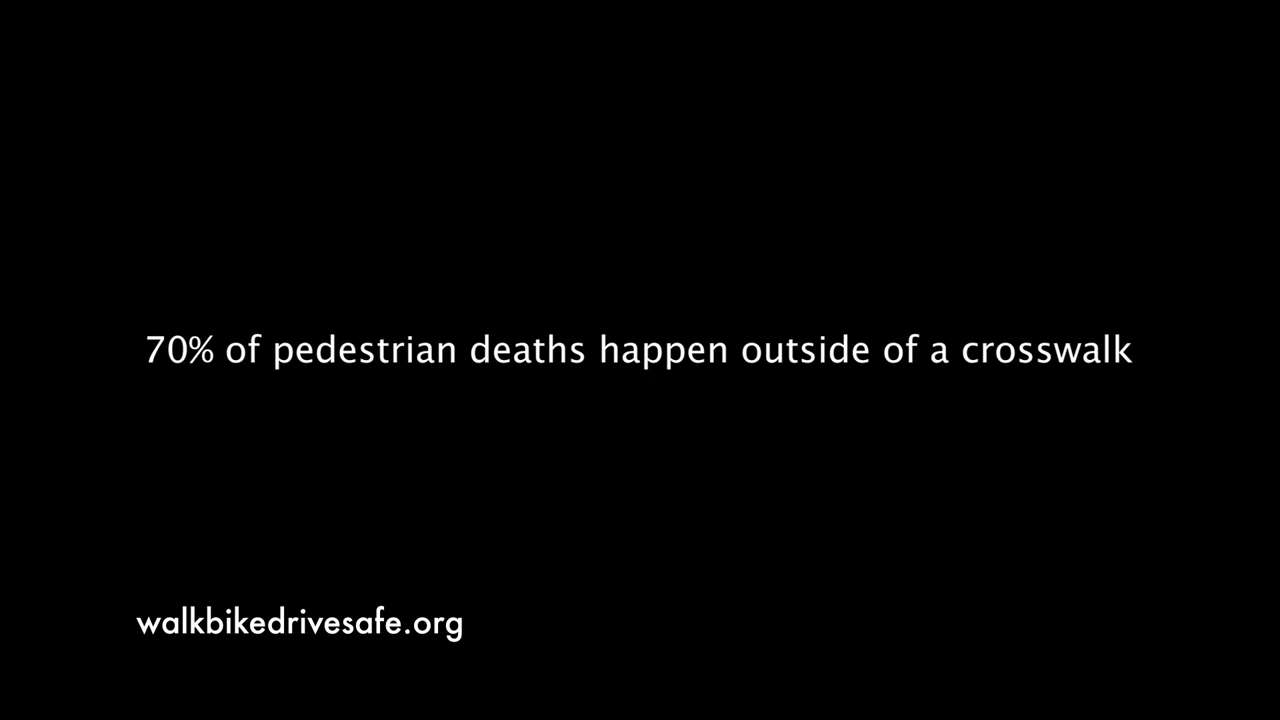 70% of pedestrian deaths happen outside of a crosswalk
walkbikedrivesafe.org